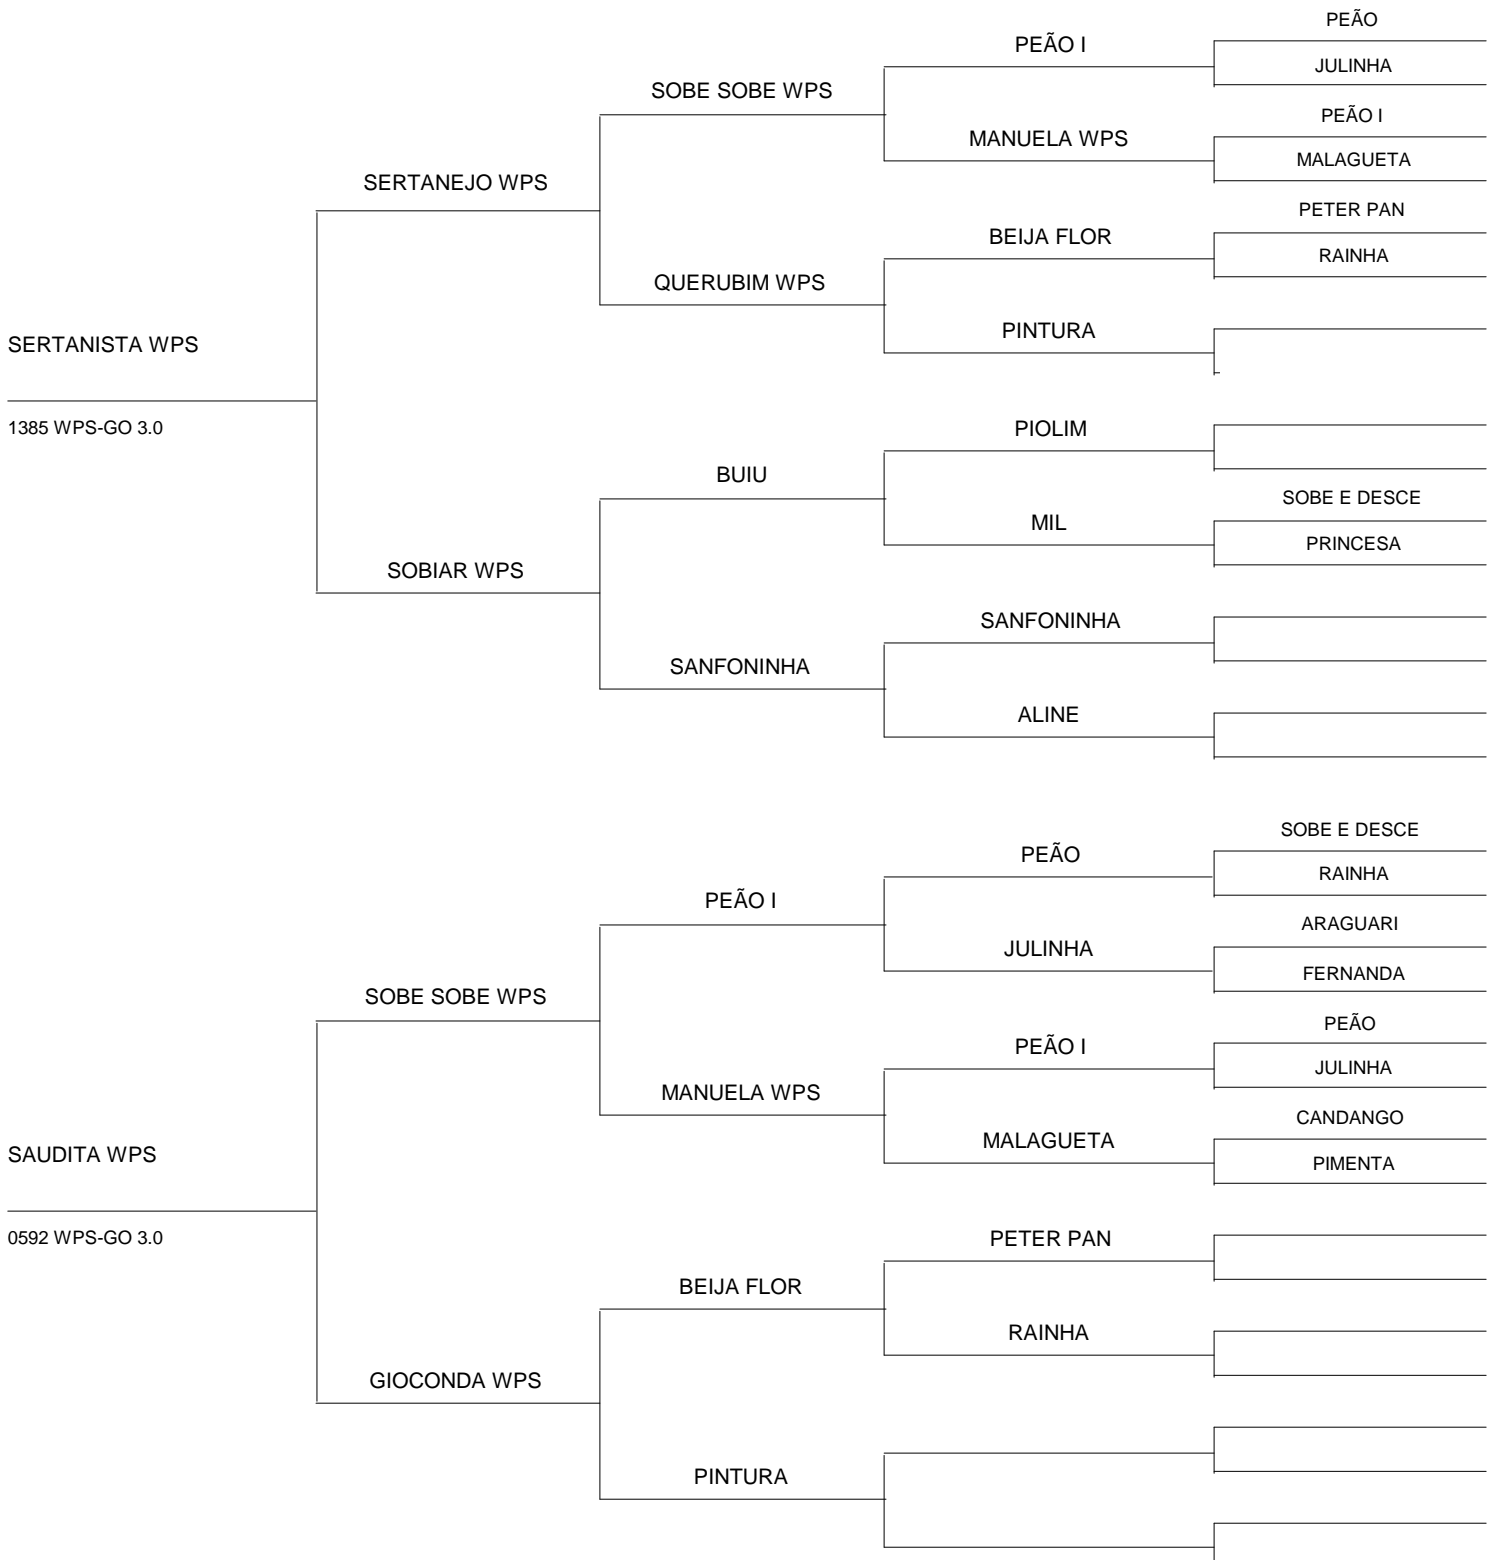 PEÃO
PEÃO I
JULINHA
SOBE SOBE WPS
PEÃO I
MANUELA WPS
MALAGUETA
SERTANEJO WPS
PETER PAN
BEIJA FLOR
RAINHA
QUERUBIM WPS
PINTURA
SERTANISTA WPS
1385 WPS-GO 3.0
PIOLIM
BUIU
SOBE E DESCE
MIL
PRINCESA
SOBIAR WPS
SANFONINHA
SANFONINHA
ALINE
SOBE E DESCE
PEÃO
RAINHA
PEÃO I
ARAGUARI
JULINHA
FERNANDA
SOBE SOBE WPS
PEÃO
PEÃO I
JULINHA
MANUELA WPS
CANDANGO
MALAGUETA
PIMENTA
SAUDITA WPS
0592 WPS-GO 3.0
PETER PAN
BEIJA FLOR
RAINHA
GIOCONDA WPS
PINTURA